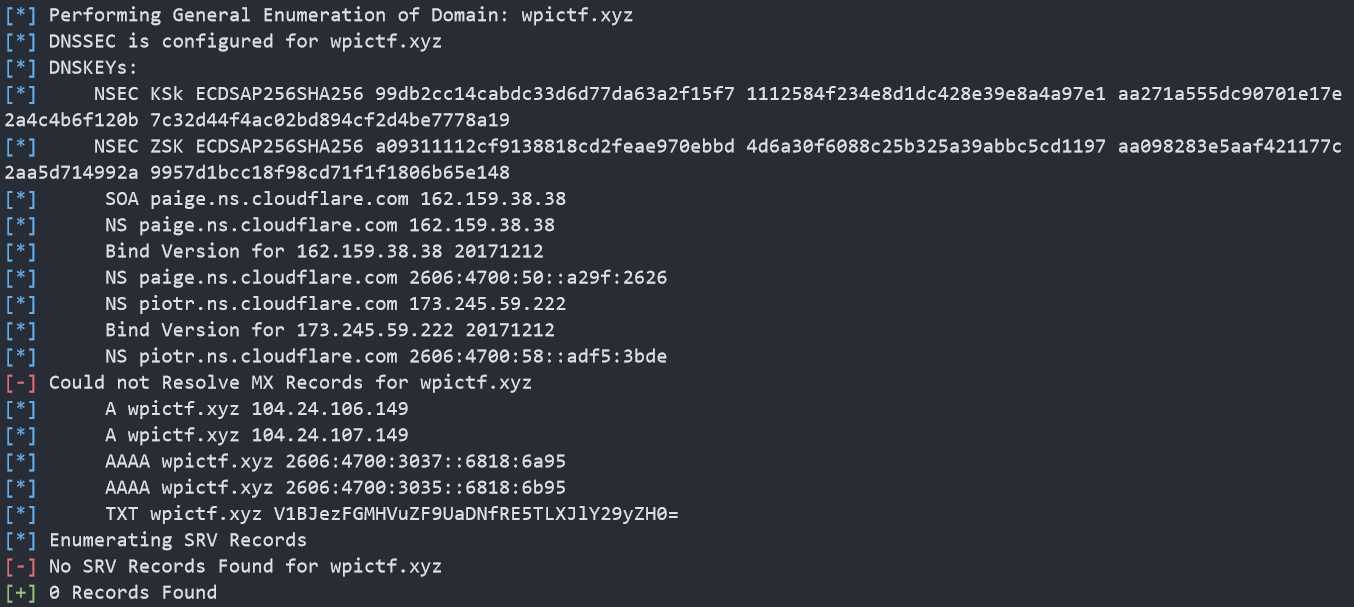 [*] Performing General Enumeration of Domain: wpictf.xyz
[*] DNSSEC is configured for wpictf.xyz
[*] DNSKEYs:
[*]     NSEC KSk ECDSAP256SHA256 99db2cc14cabdc33d6d77da63a2f15f7 1112584f234e8d1dc428e39e8a4a97e1 aa271a555dc90701e17e
2a4c4b6f120b 7c32d44f4ac02bd894cf2d4be7778a19
[*]     NSEC ZSK ECDSAP256SHA256 a09311112cf9138818cd2feae970ebbd 4d6a30f6088c25b325a39abbc5cd1197 aa098283e5aaf421177c
2aa5d714992a 9957d1bcc18f98cd71f1f1806b65e148
[*]      SOA paige.ns.cloudflare.com 162.159.38.38
[*]      NS paige.ns.cloudflare.com 162.159.38.38
[*]      Bind Version for 162.159.38.38 20171212
[*]      NS paige.ns.cloudflare.com 2606:4700:50::a29f:2626
[*]      NS piotr.ns.cloudflare.com 173.245.59.222
[*]      Bind Version for 173.245.59.222 20171212
[*]      NS piotr.ns.cloudflare.com 2606:4700:58::adf5:3bde
[-] Could not Resolve MX Records for wpictf.xyz
[*]      A wpictf.xyz 104.24.106.149
[*]      A wpictf.xyz 104.24.107.149
[*]      AAAA wpictf.xyz 2606:4700:3037::6818:6a95
[*]      AAAA wpictf.xyz 2606:4700:3035::6818:6b95
[*]      TXT wpictf.xyz V1BJezFGMHVuZF9UaDNfRE5TLXJlY29yZH0=
[*] Enumerating SRV Records
[-] No SRV Records Found for wpictf.xyz
[+] 0 Records Found